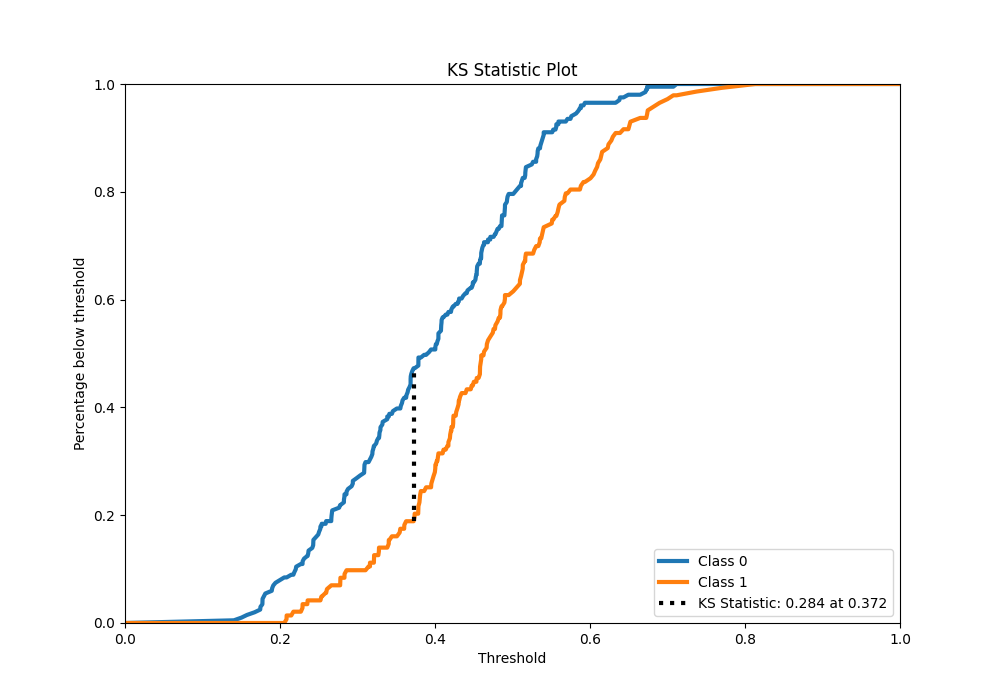 KS Statistic Plot
Percentage below threshold
1.0
0.8
0.6
0.4
0.2
0.0
0.0 0.2 0.4 0.6 0.8 1.0
Threshold
Class 0
Class 1
KS Statistic: 0.284 at 0.372